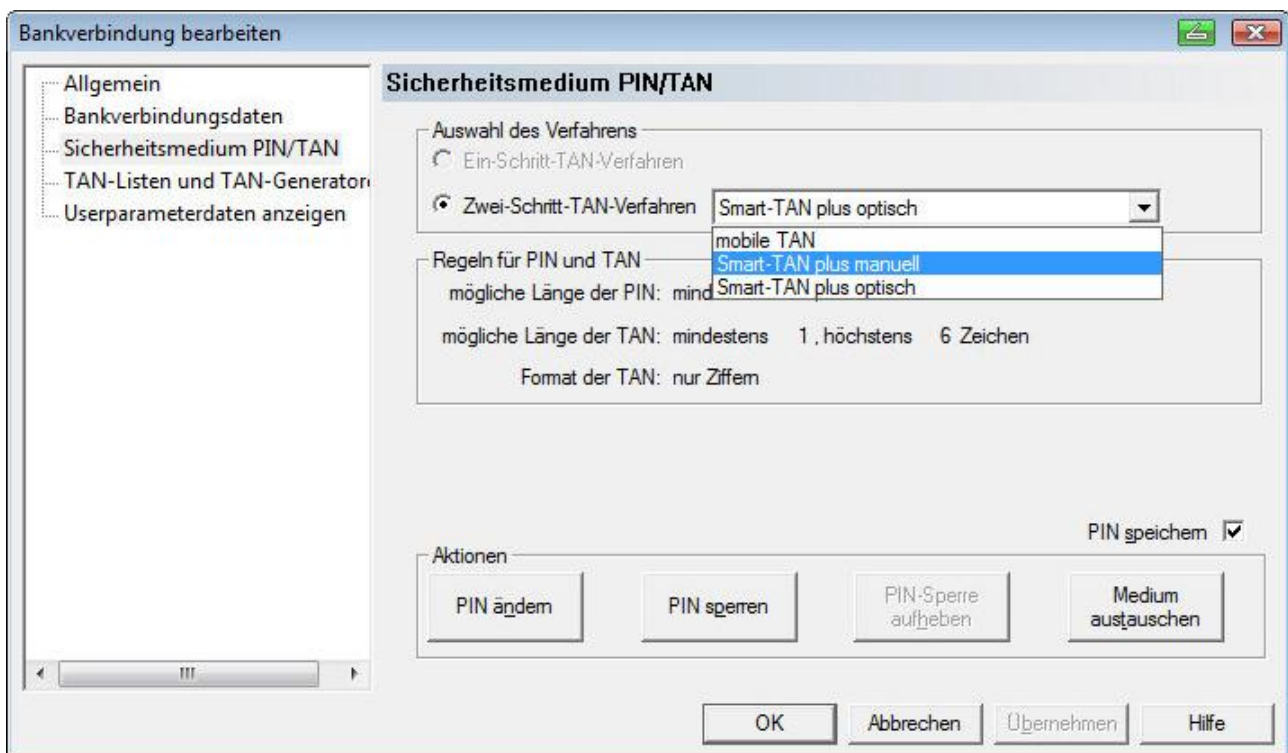 Bankverbindung bearbeiten
Allgemein
Bankverbindungsdaten
Sicherheitsmedium PIN/TAN
TAN-Listen und TAN-Generator
Userparameterdaten anzeigen
Sicherheitsmedium PIN/TAN
Auswahl des Verfahrens
Ein-Schritt-TAN-Verfahren
Zwei-Schritt-TAN-Verfahren Smart-TAN plus optisch
mobile TAN
Smart-TAN plus manuell
Smart-TAN plus optisch
Regeln für PIN und TAN
mögliche Länge der PIN: mind
mögliche Länge der TAN: mindestens 1 , höchstens 6 Zeichen
Format der TAN: nur Ziffern
PIN speichern
Aktionen
PIN ändern
PIN sperren
PIN-Sperre
aufheben
Medium
austauschen
OK Abbrechen Übernehmen Hilfe